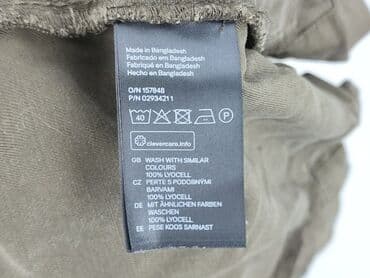 Made in Bangladesh
Fabricado em Bangladesh
Fabriqué en Bangladesh
Hecho en Bangladesh
O/N 157848
P/N 02934211
40 P
clevercare.info
GB WASH WITH SIMILAR
COLOURS
100% LYOCELL
CZ PERTE S PODOBNÝMI
BARVAMI
100% LYOCELL
DE MIT ÄHNLICHEN FARBEN
WASCHEN
100% LYOCELL
EE PESE KOOS SARNAST